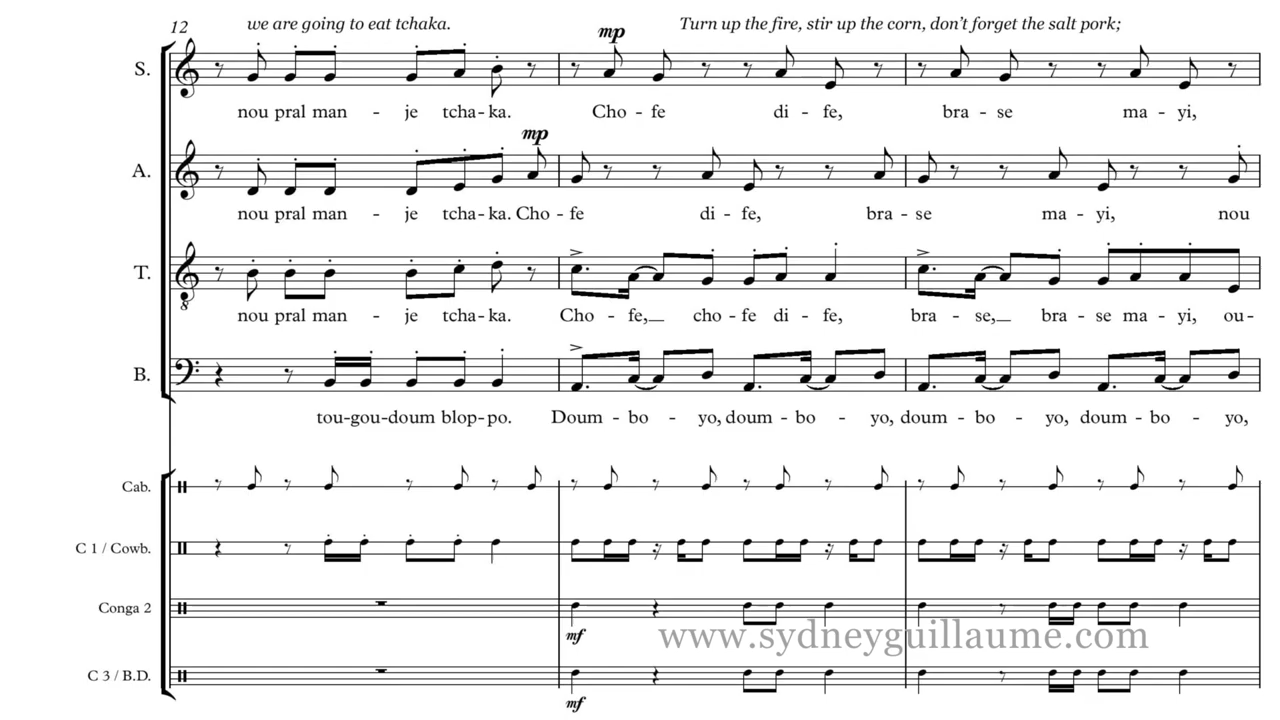 12
we are going to eat tchaka.
Turn up the fire, stir up the corn, don't forget the salt pork;
mp
S.
nou pral man - je tcha-ka. Cho - fe di - fe, bra - se ma - yi,
mp
A.
nou pral man - je tcha-ka. Cho - fe di - fe, bra - se ma - yi, nou
T.
8
nou pral man - je tcha-ka. Cho - fe,__ cho - fe di - fe, bra - se,__ bra - se ma - yi, ou-
B.
tou-gou-doum blop-po. Doum - bo - yo, doum - bo - yo, doum - bo - yo, doum - bo - yo,
Cab.
C 1 / Cowb.
Conga 2
mf
www.sydneyguillaume.com
C 3 / B.D.
mf